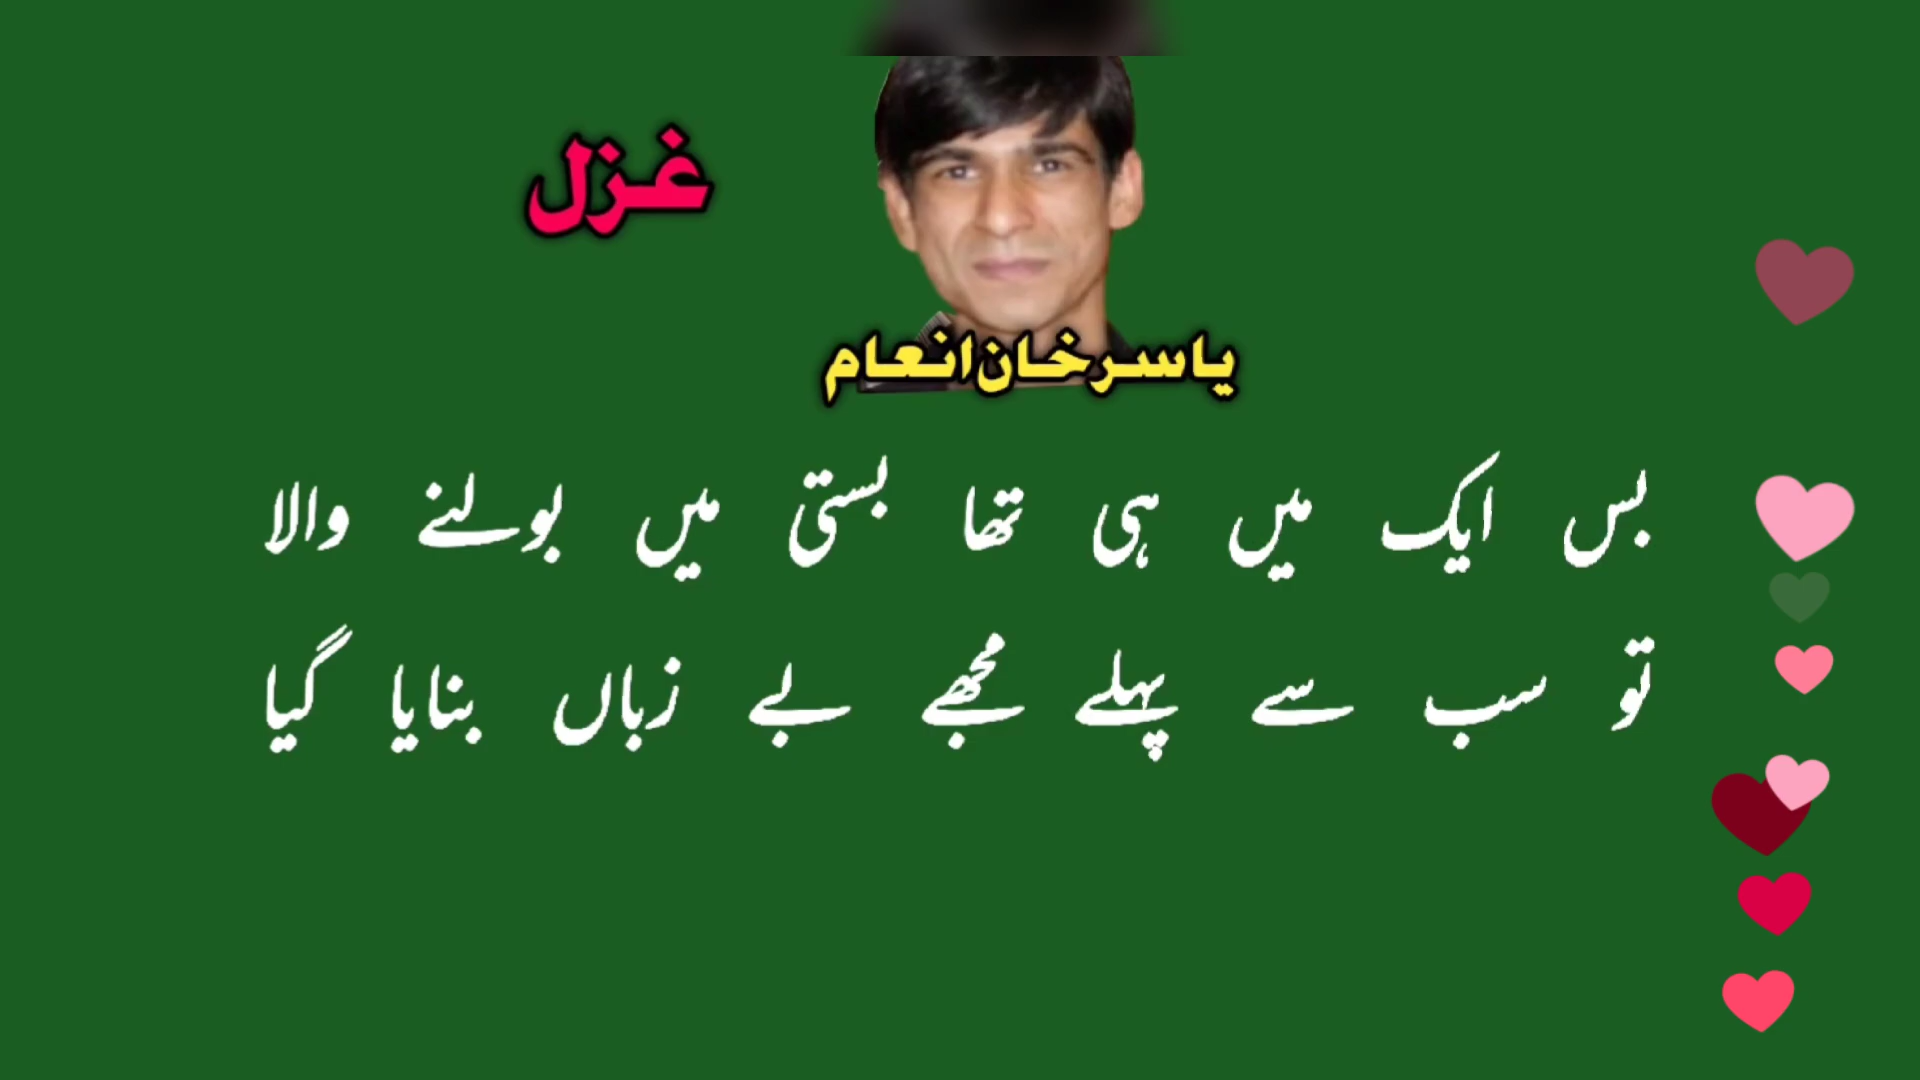 غزل
یاسر خان انعام
بس ایک میں ہی تھا بستی میں بولنے والا
تو سب سے پہلے مجھے بے زباں بنایا گیا